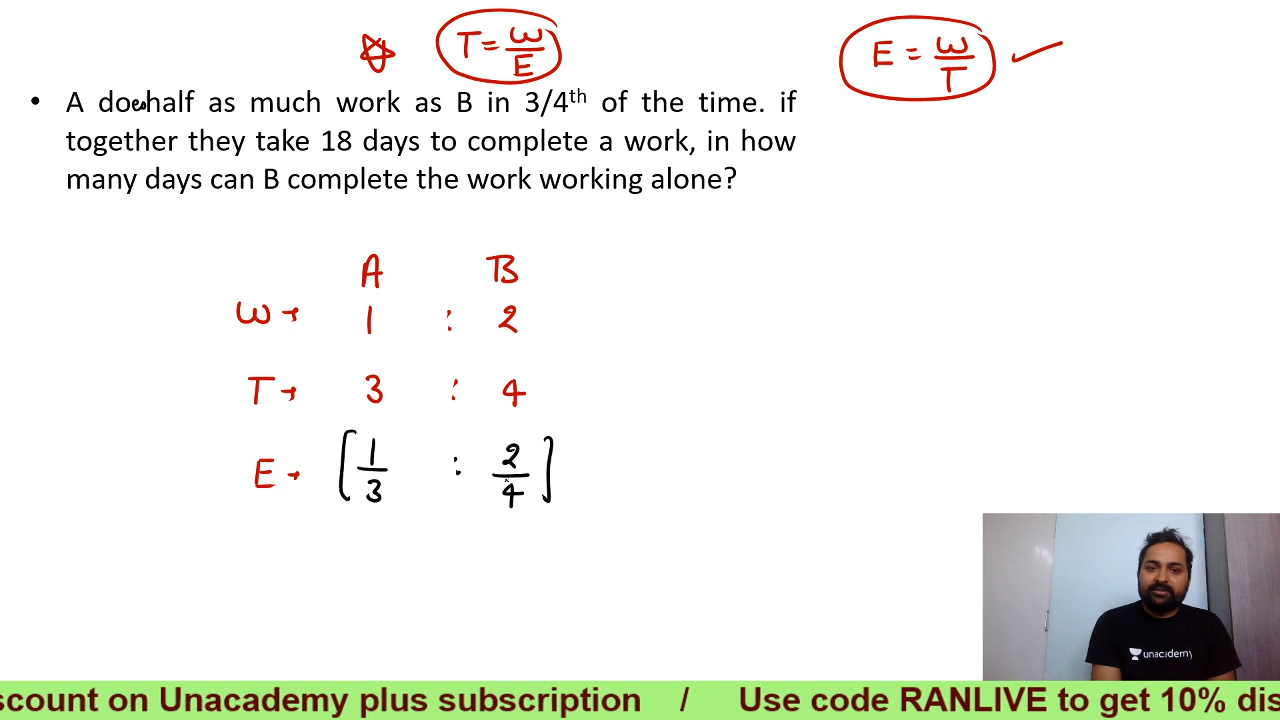 T = W/E
E = W/T ✓
• A does half as much work as B in 3/4th of the time. if
together they take 18 days to complete a work, in how
many days can B complete the work working alone?
A B
W → 1 : 2
T → 3 : 4
E → [1/3 : 2/4]
unacademy
scount on Unacademy plus subscription / Use code RANLIVE to get 10% dis